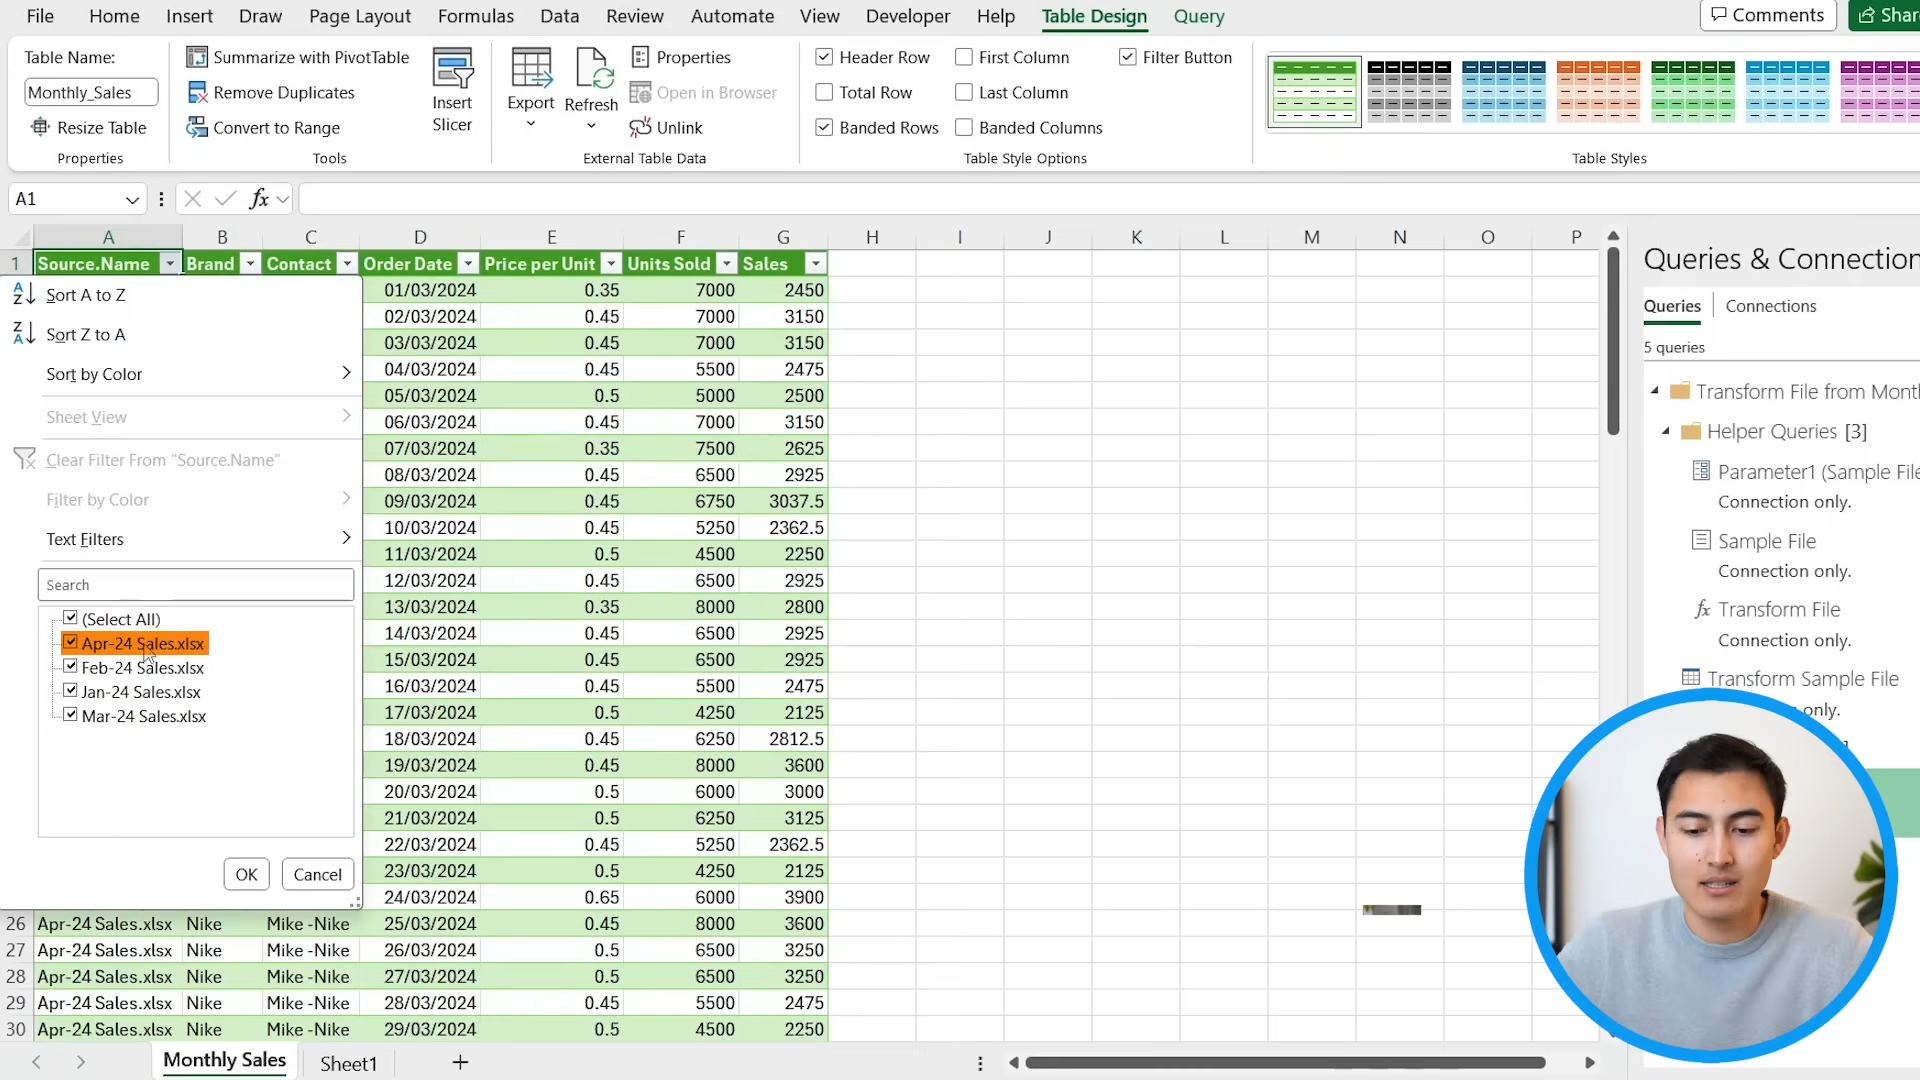 File Home Insert Draw Page Layout Formulas Data Review Automate View Developer Help Table Design Query Comments Shar
Table Name:
Monthly_Sales
Resize Table
Properties
Summarize with PivotTable
Remove Duplicates
Convert to Range
Tools
Insert
Slicer
Export
Refresh
Properties
Open in Browser
Unlink
External Table Data
Header Row First Column Filter Button
Total Row Last Column
Banded Rows Banded Columns
Table Style Options
Table Styles
A1 fx
A B C D E F G H I J K L M N O P
1 Source.Name Brand Contact Order Date Price per Unit Units Sold Sales
01/03/2024 0.35 7000 2450
02/03/2024 0.45 7000 3150
03/03/2024 0.45 7000 3150
04/03/2024 0.45 5500 2475
05/03/2024 0.5 5000 2500
06/03/2024 0.45 7000 3150
07/03/2024 0.35 7500 2625
08/03/2024 0.45 6500 2925
09/03/2024 0.45 6750 3037.5
10/03/2024 0.45 5250 2362.5
11/03/2024 0.5 4500 2250
12/03/2024 0.45 6500 2925
13/03/2024 0.35 8000 2800
14/03/2024 0.45 6500 2925
15/03/2024 0.45 6500 2925
16/03/2024 0.45 5500 2475
17/03/2024 0.5 4250 2125
18/03/2024 0.45 6250 2812.5
19/03/2024 0.45 8000 3600
20/03/2024 0.5 6000 3000
21/03/2024 0.5 6250 3125
22/03/2024 0.45 5250 2362.5
23/03/2024 0.5 4250 2125
24/03/2024 0.65 6000 3900
26 Apr-24 Sales.xlsx Nike Mike -Nike 25/03/2024 0.45 8000 3600
27 Apr-24 Sales.xlsx Nike Mike -Nike 26/03/2024 0.5 6500 3250
28 Apr-24 Sales.xlsx Nike Mike -Nike 27/03/2024 0.5 6500 3250
29 Apr-24 Sales.xlsx Nike Mike -Nike 28/03/2024 0.45 5500 2475
30 Apr-24 Sales.xlsx Nike Mike -Nike 29/03/2024 0.5 4500 2250
Sort A to Z
Sort Z to A
Sort by Color
Sheet View
Clear Filter From "Source.Name"
Filter by Color
Text Filters
Search
(Select All)
Apr-24 Sales.xlsx
Feb-24 Sales.xlsx
Jan-24 Sales.xlsx
Mar-24 Sales.xlsx
OK Cancel
Queries & Connection
Queries Connections
5 queries
Transform File from Mont
Helper Queries [3]
Parameter1 (Sample File
Connection only.
Sample File
Connection only.
fx Transform File
Connection only.
Transform Sample File
only.
Monthly Sales Sheet1